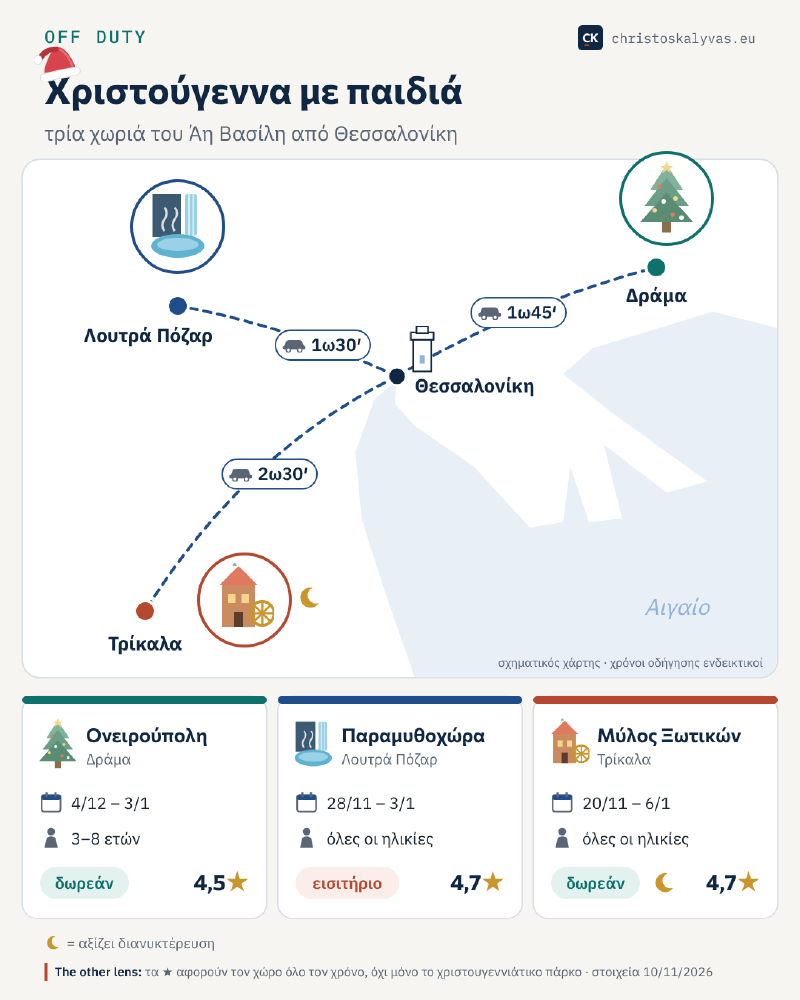 OFF DUTY
CK christoskalyvas.eu
Χριστούγεννα με παιδιά
τρία χωριά του Άη Βασίλη από Θεσσαλονίκη
Δράμα
1ω45′
Λουτρά Πόζαρ
1ω30′
Θεσσαλονίκη
2ω30′
Τρίκαλα
Αιγαίο
σχηματικός χάρτης · χρόνοι οδήγησης ενδεικτικοί
Ονειρούπολη
Δράμα
4/12 – 3/1
3–8 ετών
δωρεάν 4,5★
Παραμυθοχώρα
Λουτρά Πόζαρ
28/11 – 3/1
όλες οι ηλικίες
εισιτήριο 4,7★
Μύλος Ξωτικών
Τρίκαλα
20/11 – 6/1
όλες οι ηλικίες
δωρεάν 4,7★
= αξίζει διανυκτέρευση
The other lens: τα ★ αφορούν τον χώρο όλο τον χρόνο, όχι μόνο το χριστουγεννιάτικο πάρκο · στοιχεία 10/11/2026